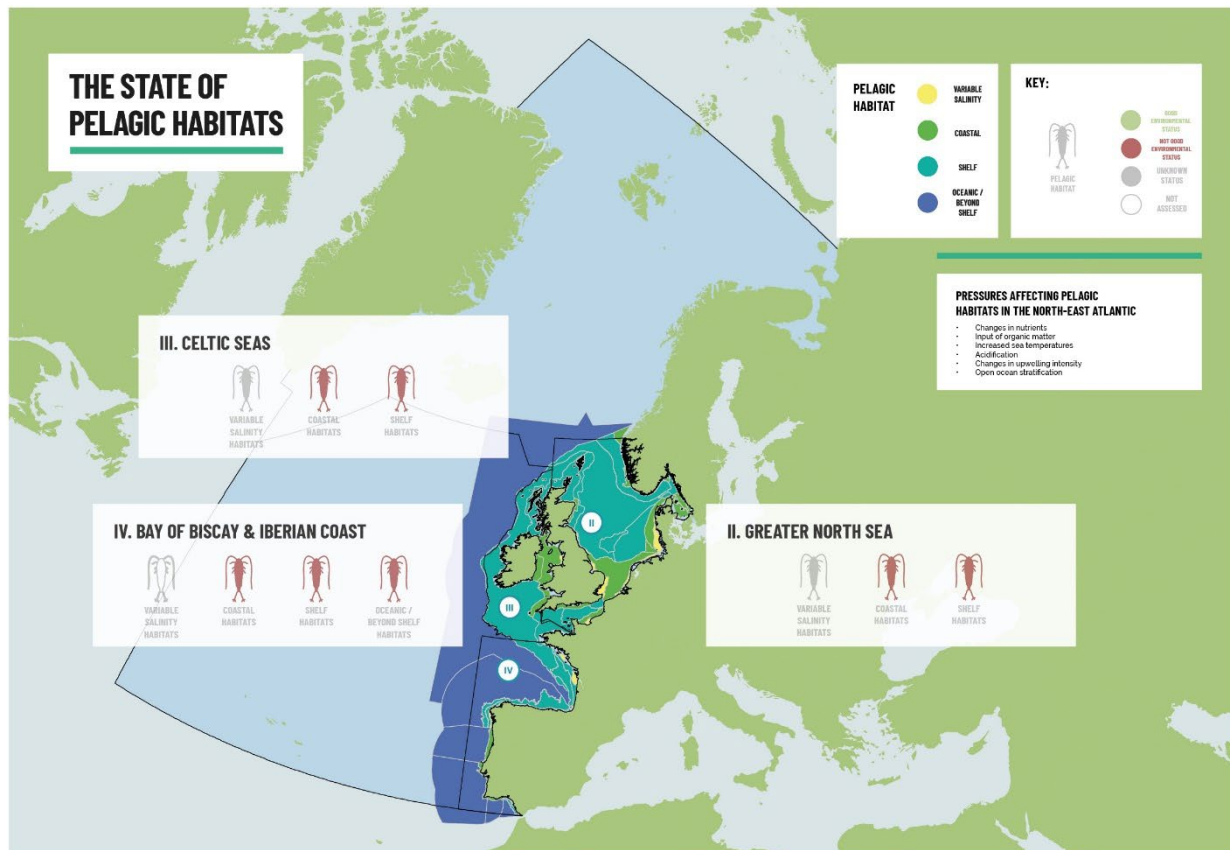 THE STATE OF
PELAGIC HABITATS
PELAGIC
HABITAT
VARIABLE
SALINITY
COASTAL
SHELF
OCEANIC /
BEYOND
SHELF
KEY:
PELAGIC
HABITAT
GOOD
ENVIRONMENTAL
STATUS
NOT GOOD
ENVIRONMENTAL
STATUS
UNKNOWN
STATUS
NOT
ASSESSED
PRESSURES AFFECTING PELAGIC
HABITATS IN THE NORTH-EAST ATLANTIC
• Changes in nutrients
• Input of organic matter
• Increased sea temperatures
• Acidification
• Changes in upwelling intensity
• Open ocean stratification
III. CELTIC SEAS
VARIABLE
SALINITY
HABITATS
COASTAL
HABITATS
SHELF
HABITATS
IV. BAY OF BISCAY & IBERIAN COAST
VARIABLE
SALINITY
HABITATS
COASTAL
HABITATS
SHELF
HABITATS
OCEANIC /
BEYOND SHELF
HABITATS
II. GREATER NORTH SEA
VARIABLE
SALINITY
HABITATS
COASTAL
HABITATS
SHELF
HABITATS
II
III
IV